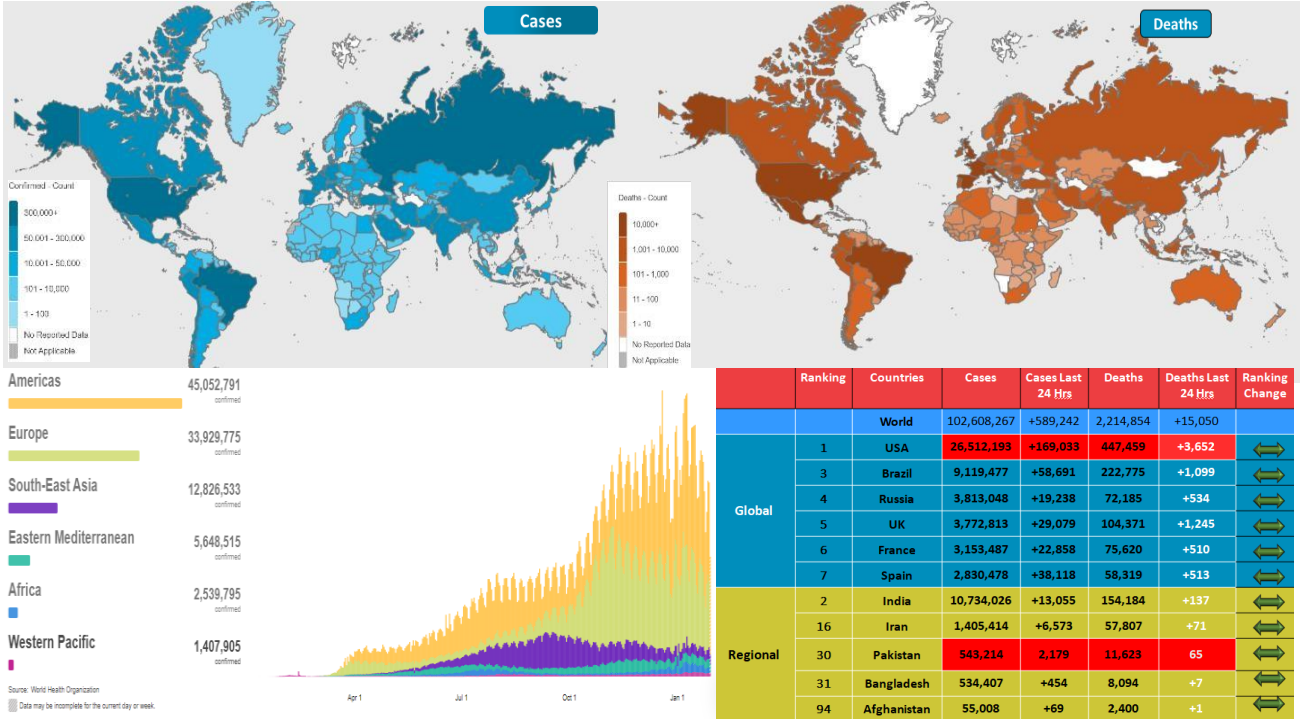 Cases
Deaths
Confirmed - Count
300,000+
50,001 - 300,000
10,001 - 50,000
101 - 10,000
1 - 100
No Reported Data
Not Applicable
Deaths - Count
10,000+
1,001 - 10,000
101 - 1,000
11 - 100
1 - 10
No Reported Data
Not Applicable
Americas 45,052,791
confirmed
Europe 33,929,775
confirmed
South-East Asia 12,826,533
confirmed
Eastern Mediterranean 5,648,515
confirmed
Africa 2,539,795
confirmed
Western Pacific 1,407,905
confirmed
Source: World Health Organization
Data may be incomplete for the current day or week.
Apr 1 Jul 1 Oct 1 Jan 1
Ranking Countries Cases Cases Last 24 Hrs Deaths Deaths Last 24 Hrs Ranking Change
World 102,608,267 +589,242 2,214,854 +15,050
Global
1 USA 26,512,193 +169,033 447,459 +3,652
3 Brazil 9,119,477 +58,691 222,775 +1,099
4 Russia 3,813,048 +19,238 72,185 +534
5 UK 3,772,813 +29,079 104,371 +1,245
6 France 3,153,487 +22,858 75,620 +510
7 Spain 2,830,478 +38,118 58,319 +513
Regional
2 India 10,734,026 +13,055 154,184 +137
16 Iran 1,405,414 +6,573 57,807 +71
30 Pakistan 543,214 2,179 11,623 65
31 Bangladesh 534,407 +454 8,094 +7
94 Afghanistan 55,008 +69 2,400 +1